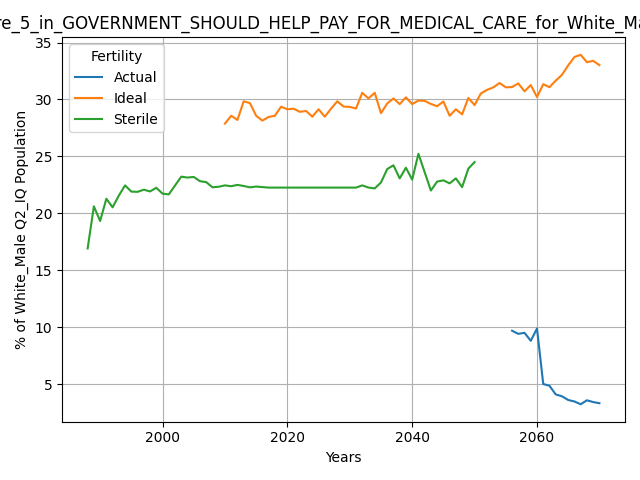 re_5_in_GOVERNMENT_SHOULD_HELP_PAY_FOR_MEDICAL_CARE_for_White_Ma
Fertility
Actual
Ideal
Sterile
% of White_Male Q2_IQ Population
35
30
25
20
15
10
5
2000 2020 2040 2060
Years